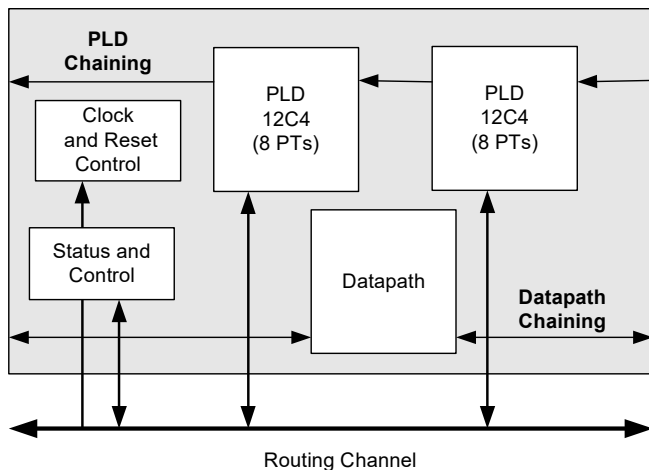 PLD
Chaining
PLD
12C4
(8 PTs)
PLD
12C4
(8 PTs)
Clock
and Reset
Control
Status and
Control
Datapath
Datapath
Chaining
Routing Channel